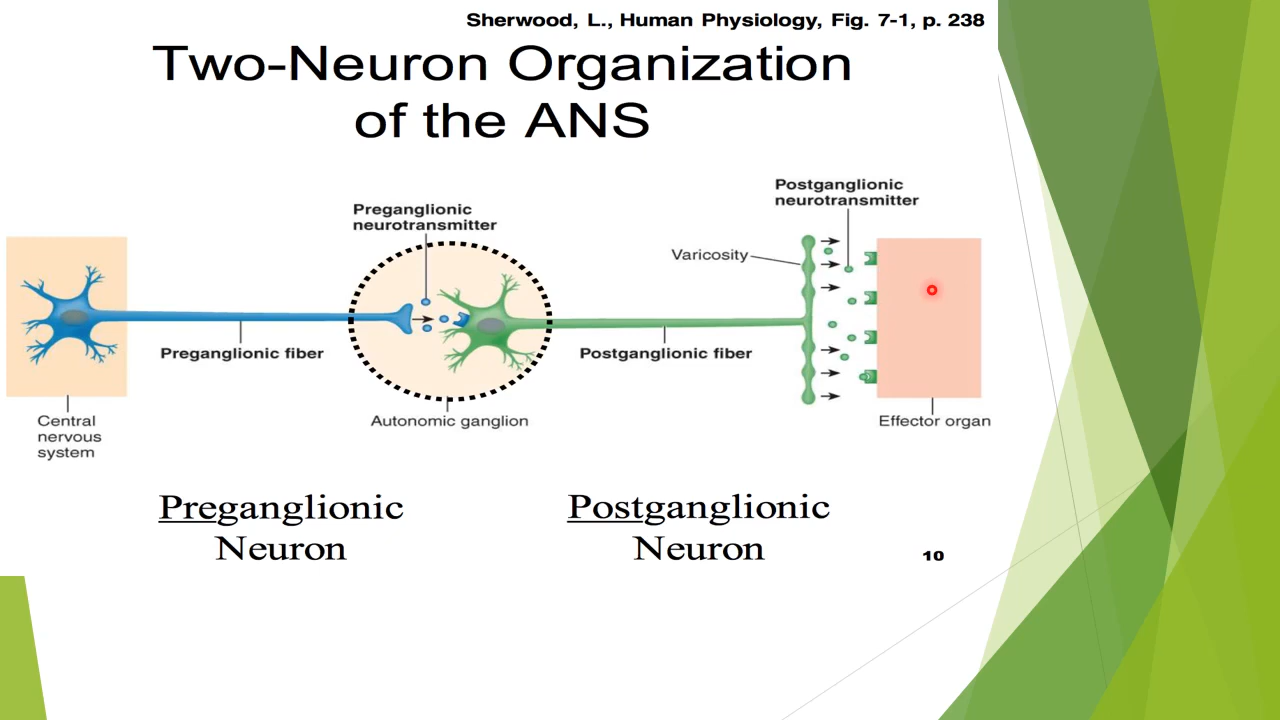 Sherwood, L., Human Physiology, Fig. 7-1, p. 238
Two-Neuron Organization
of the ANS
Preganglionic
neurotransmitter
Postganglionic
neurotransmitter
Varicosity
Preganglionic fiber
Postganglionic fiber
Central
nervous
system
Autonomic ganglion
Effector organ
Preganglionic
Neuron
Postganglionic
Neuron
10